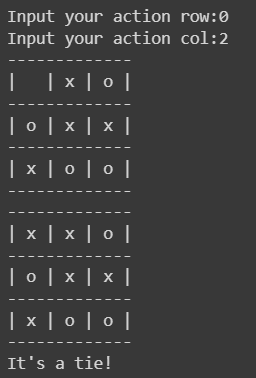 Input your action row:0
Input your action col:2
-------------
|   | x | o |
-------------
| o | x | x |
-------------
| x | o | o |
-------------
-------------
| x | x | o |
-------------
| o | x | x |
-------------
| x | o | o |
-------------
It's a tie!